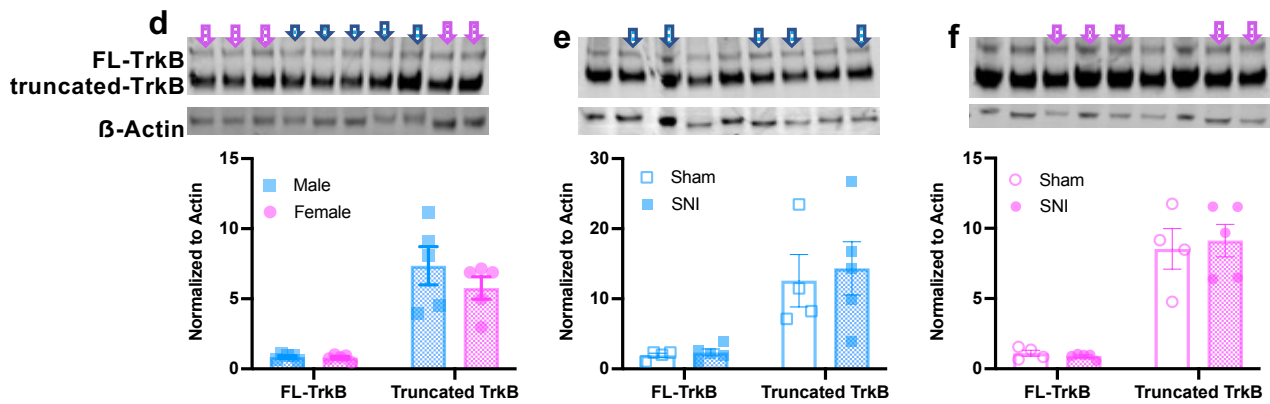 d
e
f
FL-TrkB
truncated-TrkB
ß-Actin
Normalized to Actin
15
10
5
0
Male
Female
FL-TrkB
Truncated TrkB
Normalized to Actin
30
20
10
0
Sham
SNI
FL-TrkB
Truncated TrkB
Normalized to Actin
15
10
5
0
Sham
SNI
FL-TrkB
Truncated TrkB